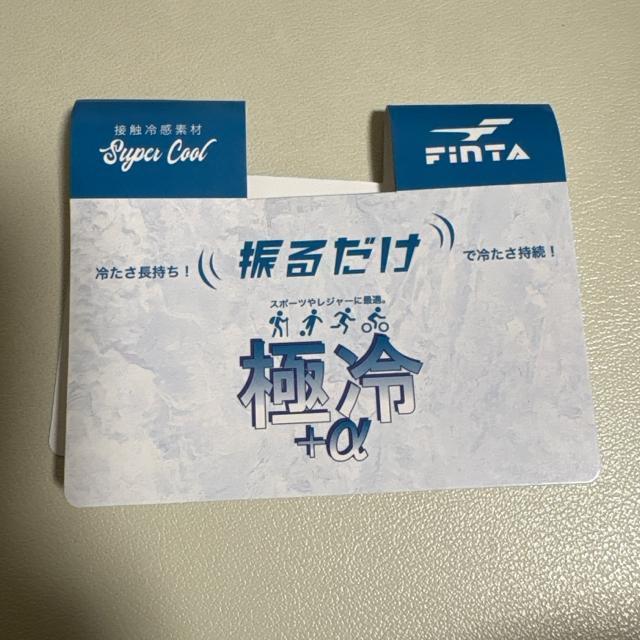 接触冷感素材
Super Cool
FiNTA
冷たさ長持ち！
振るだけ
で冷たさ持続！
スポーツやレジャーに最適。
極冷
+α